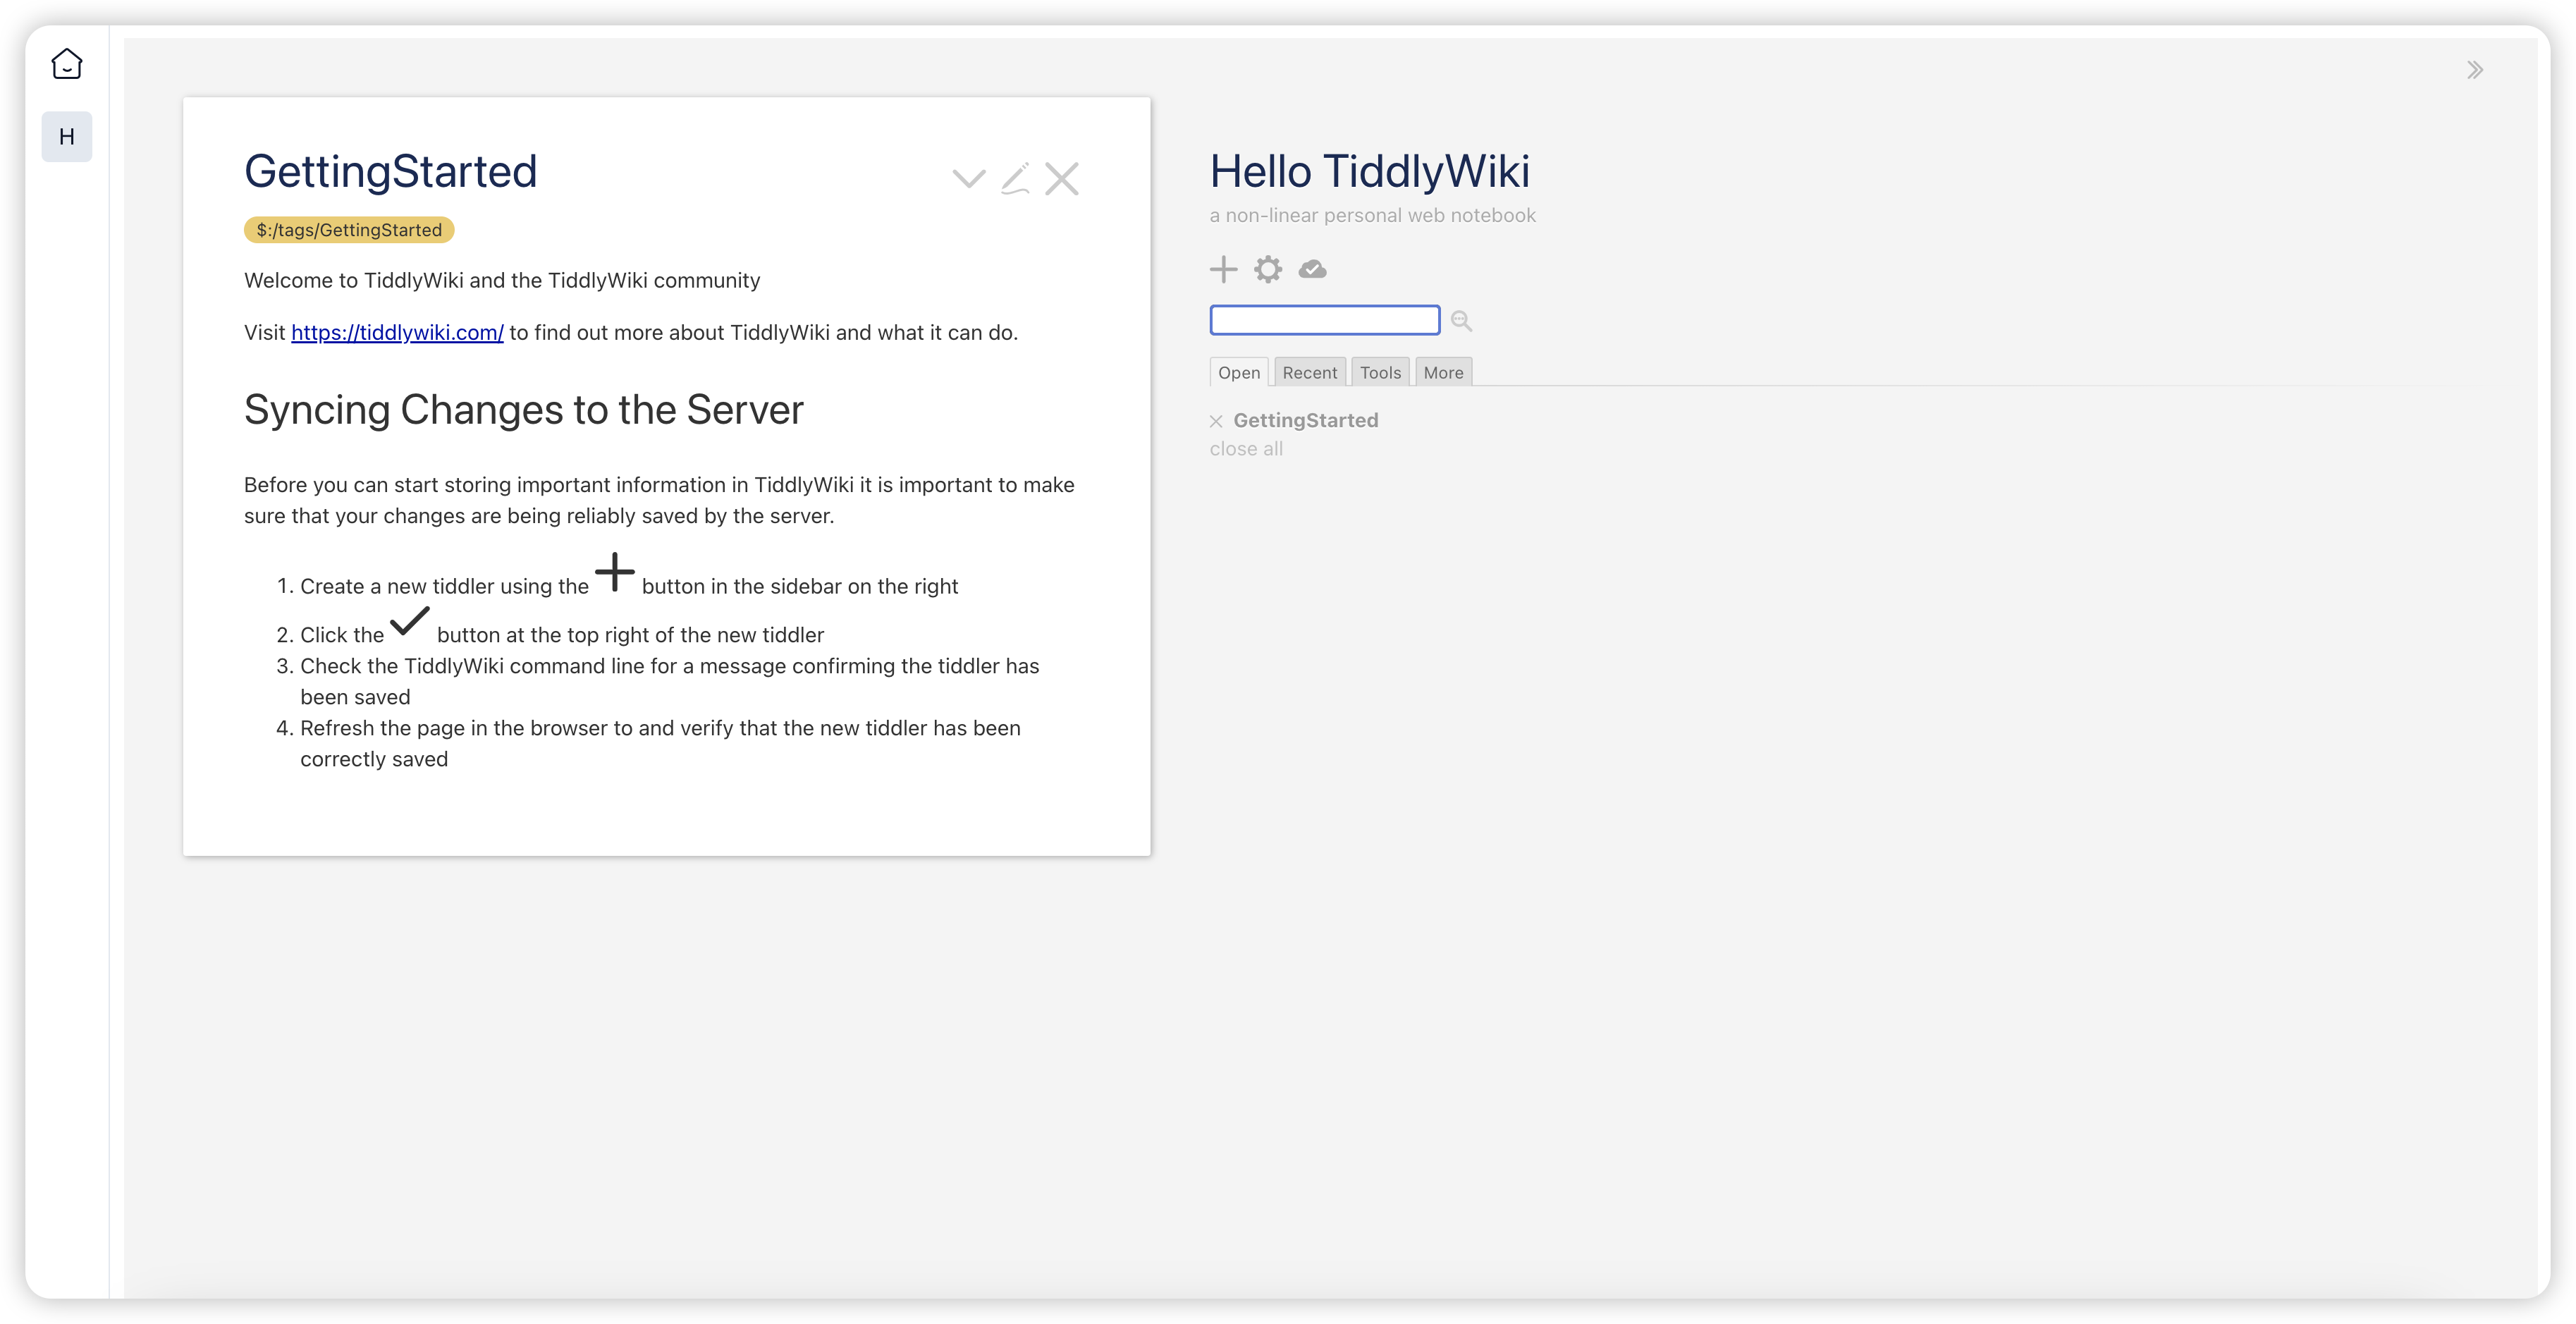 H
GettingStarted
$:/tags/GettingStarted
Welcome to TiddlyWiki and the TiddlyWiki community
Visit https://tiddlywiki.com/ to find out more about TiddlyWiki and what it can do.
Syncing Changes to the Server
Before you can start storing important information in TiddlyWiki it is important to make
sure that your changes are being reliably saved by the server.
1. Create a new tiddler using the button in the sidebar on the right
2. Click the button at the top right of the new tiddler
3. Check the TiddlyWiki command line for a message confirming the tiddler has
been saved
4. Refresh the page in the browser to and verify that the new tiddler has been
correctly saved
Hello TiddlyWiki
a non-linear personal web notebook
Open Recent Tools More
GettingStarted
close all